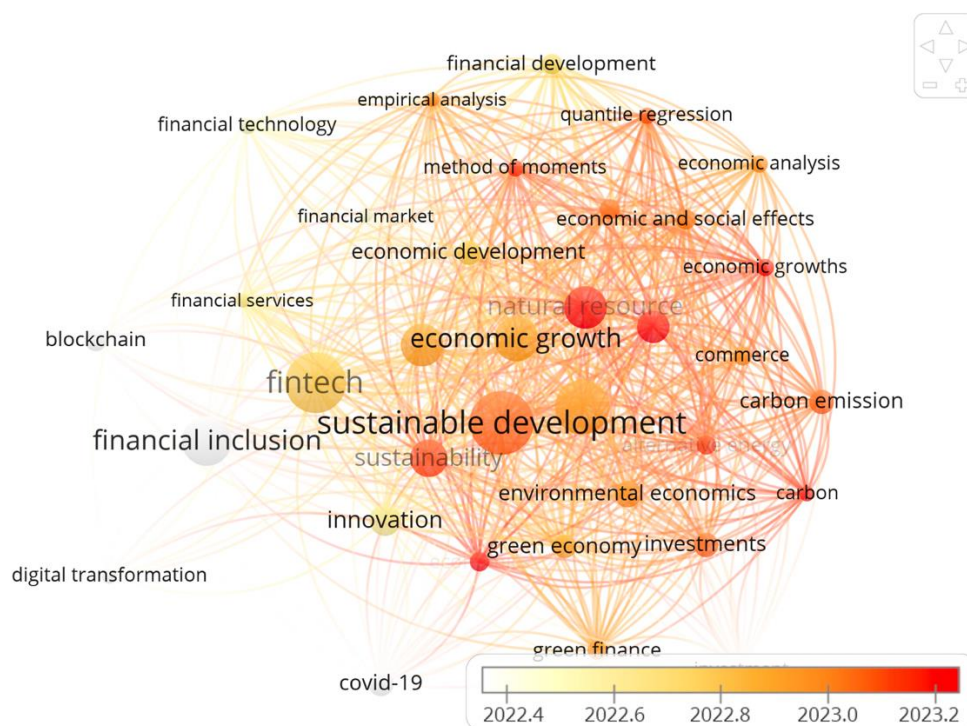 financial development
empirical analysis
quantile regression
financial technology
method of moments
economic analysis
financial market
economic and social effects
economic development
economic growths
financial services
natural resource
blockchain
economic growth
commerce
fintech
carbon emission
sustainable development
financial inclusion
alternative energy
sustainability
environmental economics
carbon
innovation
green economy
investments
digital transformation
green finance
investment
covid-19
2022.4 2022.6 2022.8 2023.0 2023.2